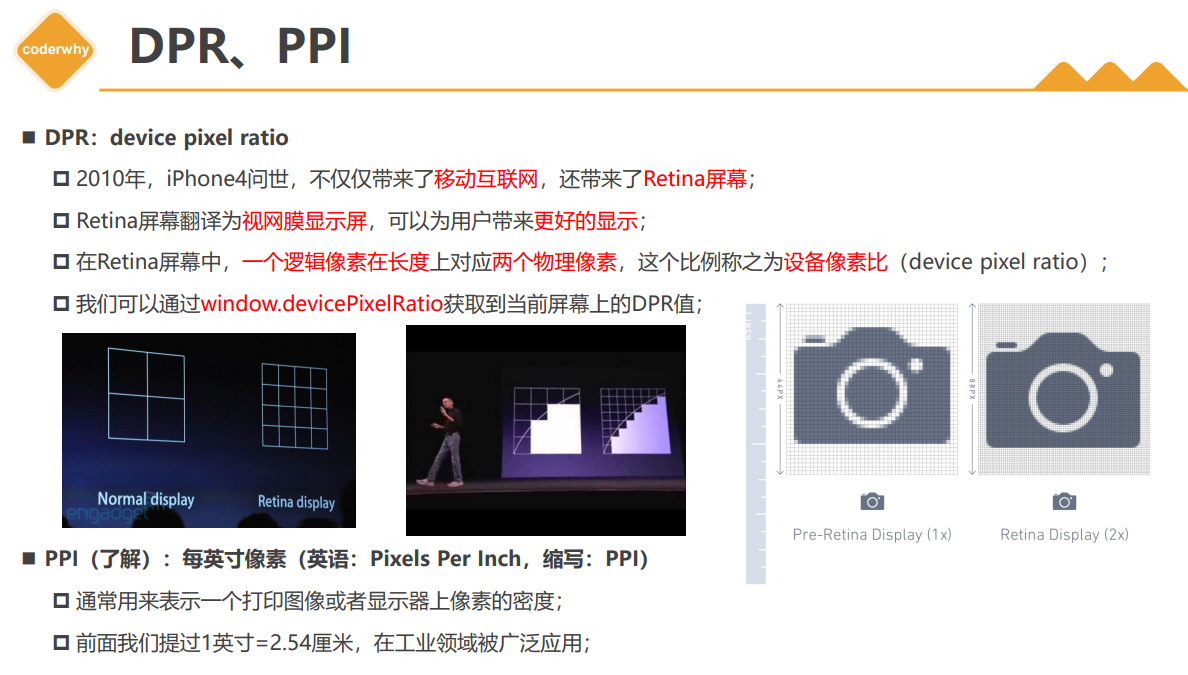 coderwhy
DPR、PPI
■ DPR：device pixel ratio
2010年，iPhone4问世，不仅仅带来了移动互联网，还带来了Retina屏幕；
Retina屏幕翻译为视网膜显示屏，可以为用户带来更好的显示；
在Retina屏幕中，一个逻辑像素在长度上对应两个物理像素，这个比例称之为设备像素比（device pixel ratio）；
我们可以通过window.devicePixelRatio获取到当前屏幕上的DPR值；
Normal display
Retina display
engadget
1 INCH
44PX
88PX
Pre-Retina Display (1x)
Retina Display (2x)
■ PPI（了解）：每英寸像素（英语：Pixels Per Inch，缩写：PPI）
通常用来表示一个打印图像或者显示器上像素的密度；
前面我们提过1英寸=2.54厘米，在工业领域被广泛应用；